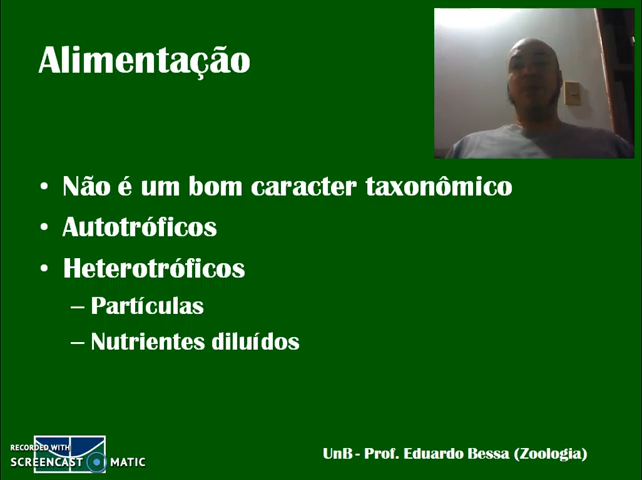 Alimentação
• Não é um bom caracter taxonômico
• Autotróficos
• Heterotróficos
– Partículas
– Nutrientes diluídos
RECORDED WITH
SCREENCAST MATIC
UnB - Prof. Eduardo Bessa (Zoologia)